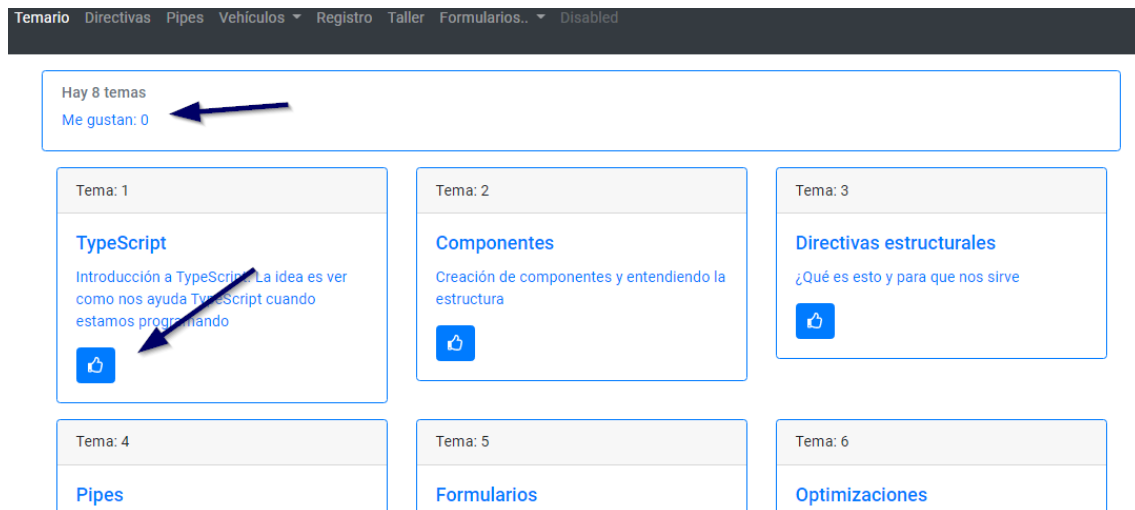 Temario Directivas Pipes Vehículos Registro Taller Formularios.. Disabled
Hay 8 temas
Me gustan: 0
Tema: 1
TypeScript
Introducción a TypeScript. La idea es ver
como nos ayuda TypeScript cuando
estamos programando
Tema: 2
Componentes
Creación de componentes y entendiendo la
estructura
Tema: 3
Directivas estructurales
¿Qué es esto y para que nos sirve
Tema: 4
Pipes
Tema: 5
Formularios
Tema: 6
Optimizaciones